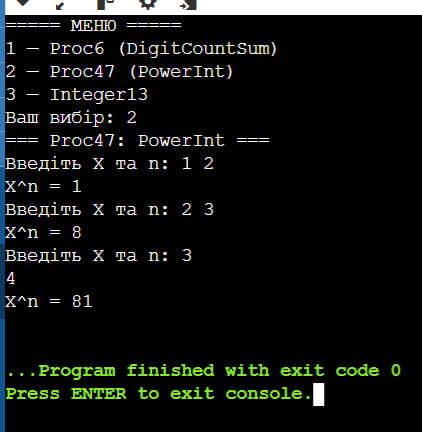 ===== МЕНЮ =====
1 — Proc6 (DigitCountSum)
2 — Proc47 (PowerInt)
3 — Integer13
Ваш вибір: 2
=== Proc47: PowerInt ===
Введіть X та n: 1 2
X^n = 1
Введіть X та n: 2 3
X^n = 8
Введіть X та n: 3
4
X^n = 81
...Program finished with exit code 0
Press ENTER to exit console.